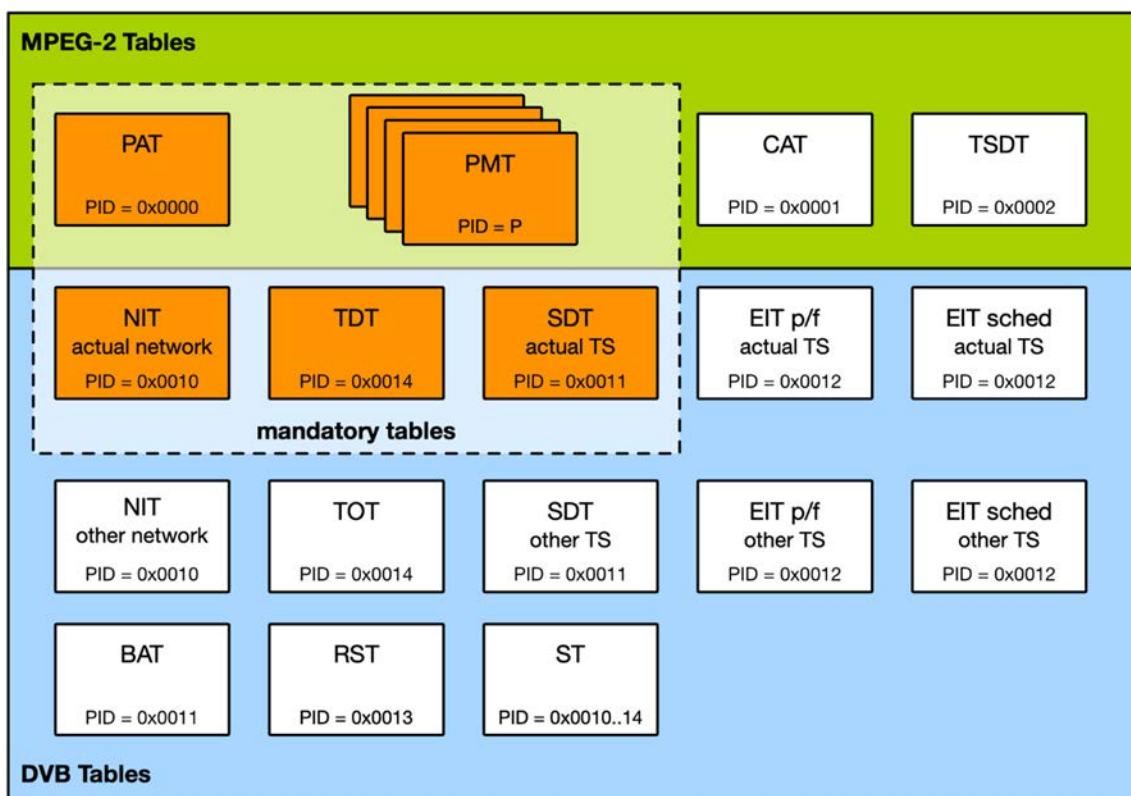 MPEG-2 Tables
PAT
PID = 0x0000
PMT
PID = P
CAT
PID = 0x0001
TSDT
PID = 0x0002
NIT
actual network
PID = 0x0010
TDT
PID = 0x0014
SDT
actual TS
PID = 0x0011
EIT p/f
actual TS
PID = 0x0012
EIT sched
actual TS
PID = 0x0012
mandatory tables
NIT
other network
PID = 0x0010
TOT
PID = 0x0014
SDT
other TS
PID = 0x0011
EIT p/f
other TS
PID = 0x0012
EIT sched
other TS
PID = 0x0012
BAT
PID = 0x0011
RST
PID = 0x0013
ST
PID = 0x0010..14
DVB Tables